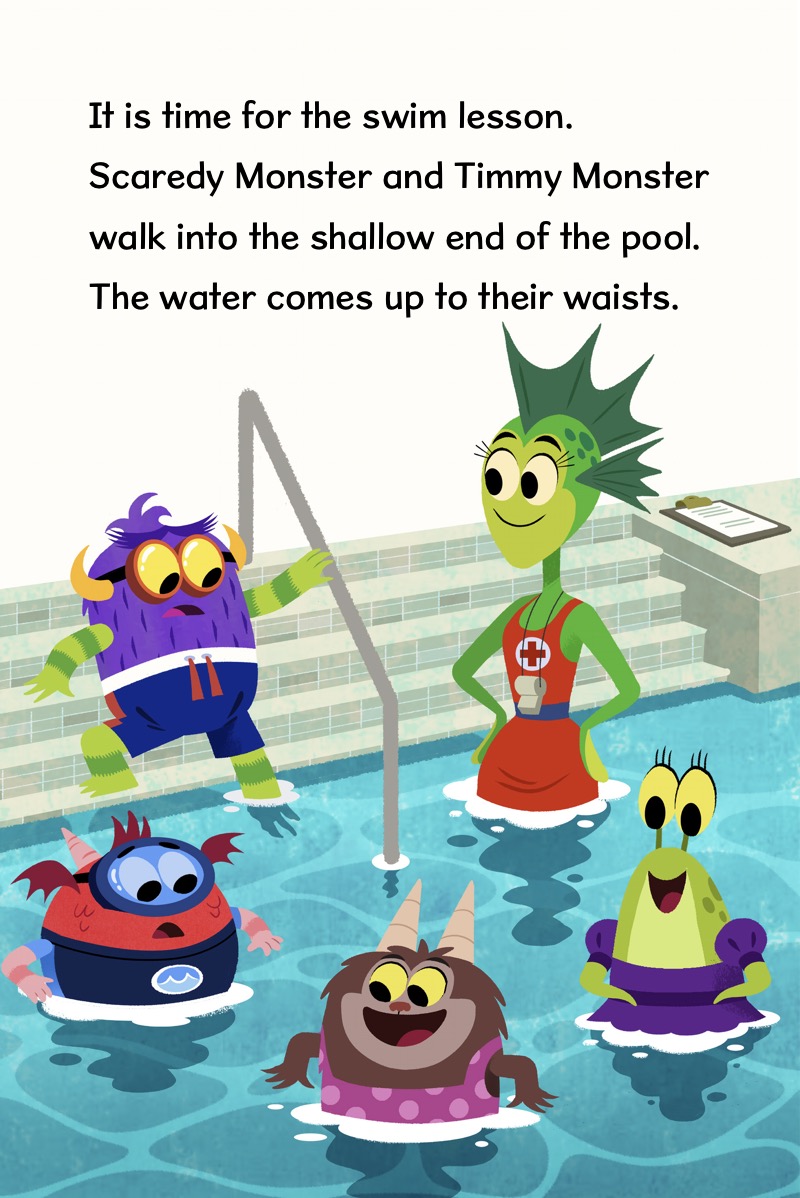 It is time for the swim lesson.
Scaredy Monster and Timmy Monster
walk into the shallow end of the pool.
The water comes up to their waists.